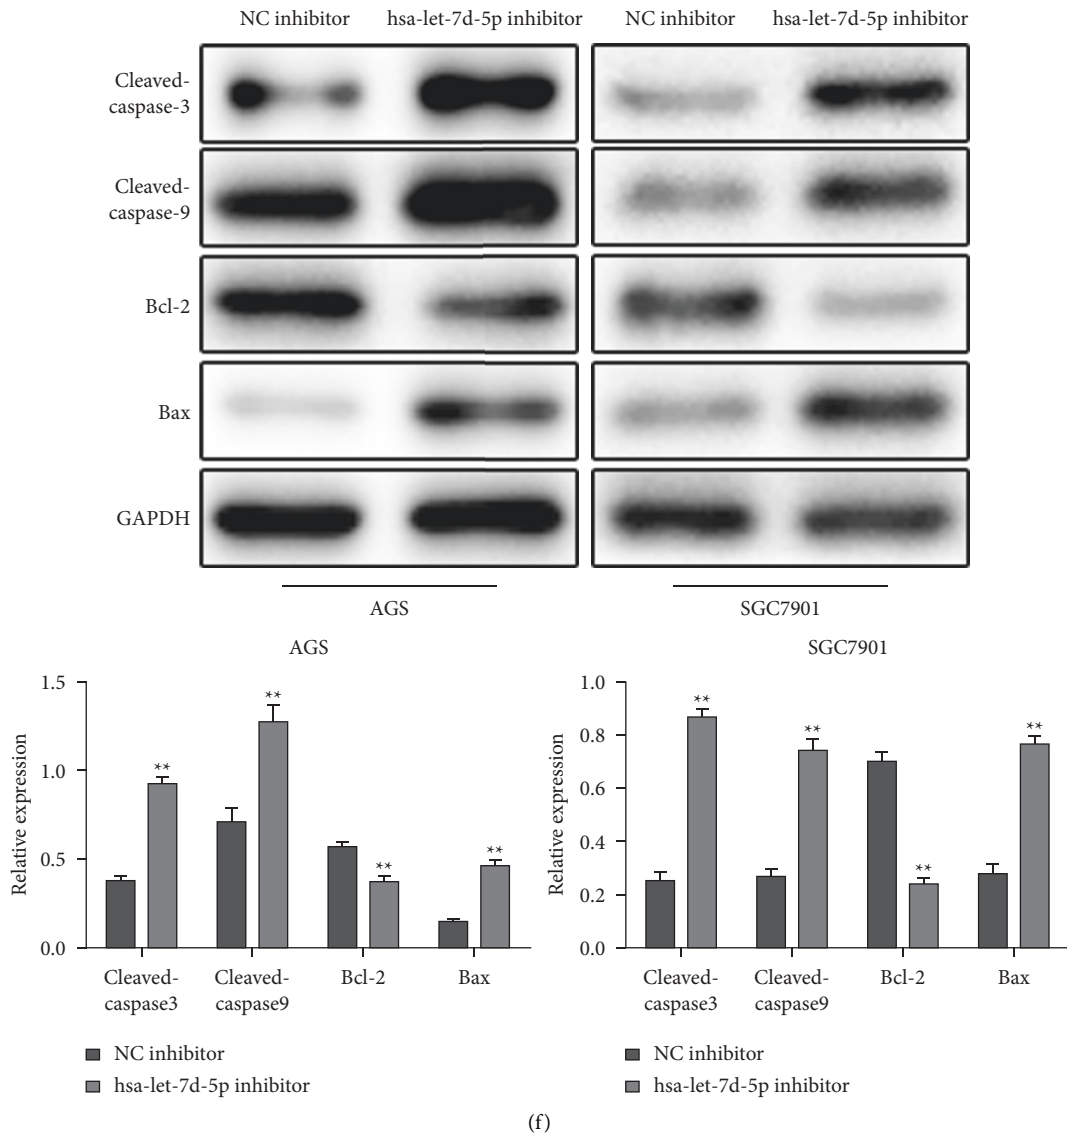 NC inhibitor hsa-let-7d-5p inhibitor NC inhibitor hsa-let-7d-5p inhibitor
Cleaved-
caspase-3
Cleaved-
caspase-9
Bcl-2
Bax
GAPDH
AGS SGC7901
AGS
Relative expression
1.5
**
**
1.0
**
**
0.5
0.0
Cleaved-
caspase3
Cleaved-
caspase9
Bcl-2
Bax
NC inhibitor
hsa-let-7d-5p inhibitor
SGC7901
Relative expression
1.0
**
**
**
0.8
0.6
0.4
**
0.2
0.0
Cleaved-
caspase3
Cleaved-
caspase9
Bcl-2
Bax
NC inhibitor
hsa-let-7d-5p inhibitor
(f)